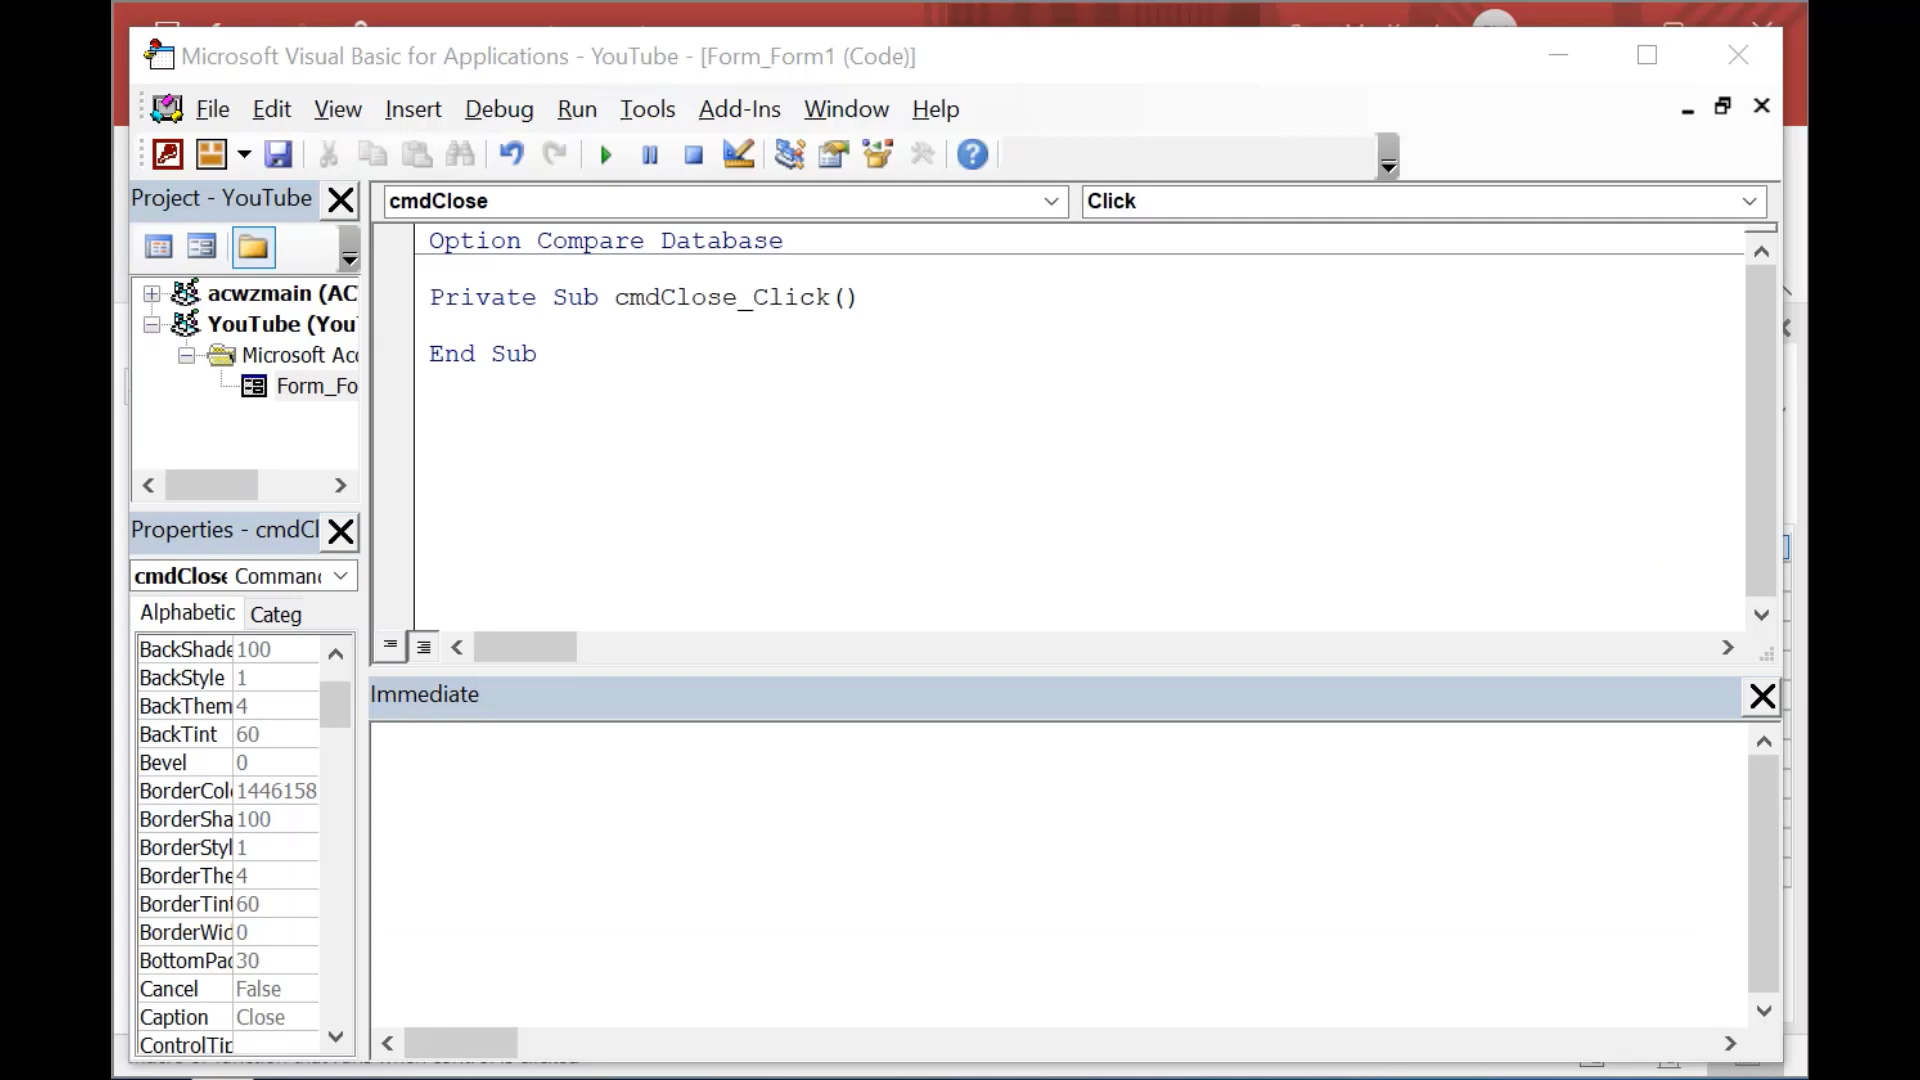 Microsoft Visual Basic for Applications - YouTube - [Form_Form1 (Code)]
File Edit View Insert Debug Run Tools Add-Ins Window Help
Project - YouTube
cmdClose
Click
acwzmain (AC
YouTube (You
Microsoft Acc
Form_Fo
Option Compare Database
Private Sub cmdClose_Click()
End Sub
Properties - cmdCl
cmdClose Command
Alphabetic Categ
BackShade 100
BackStyle 1
BackThem 4
BackTint 60
Bevel 0
BorderCol 1446158
BorderSha 100
BorderStyl 1
BorderThe 4
BorderTint 60
BorderWid 0
BottomPad 30
Cancel False
Caption Close
ControlTip
Immediate